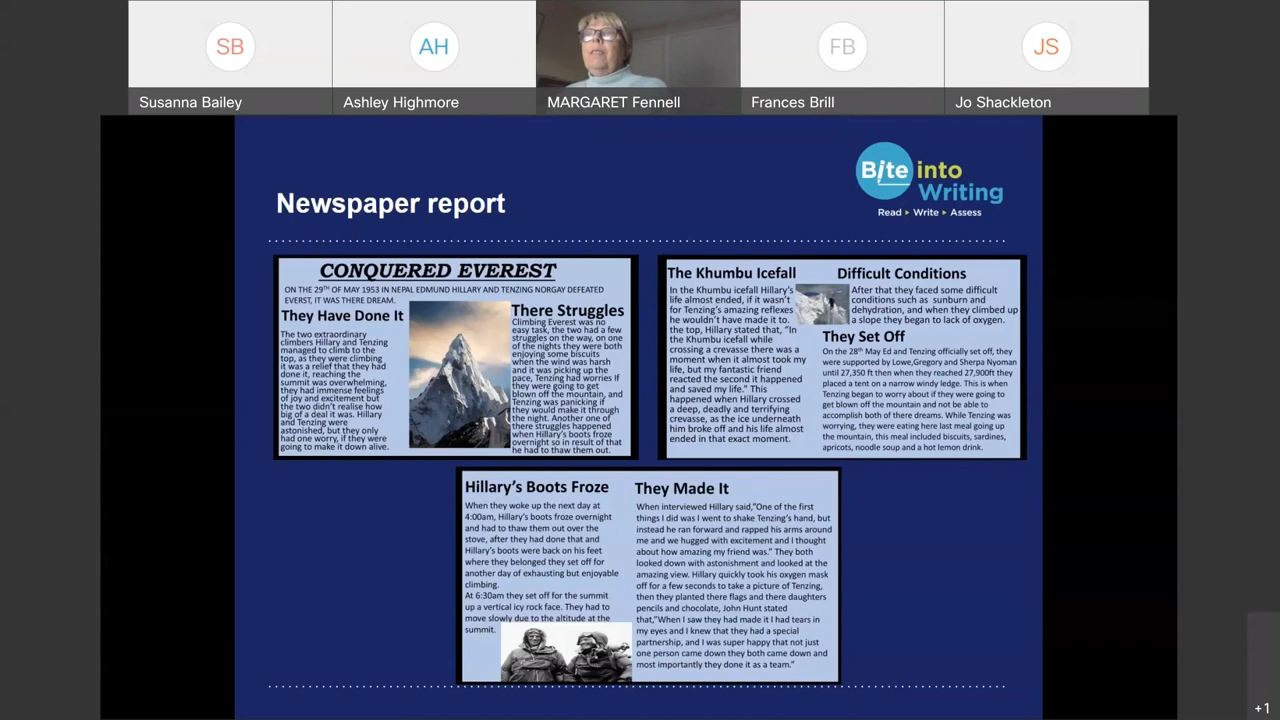 SB
AH
FB
JS
Susanna Bailey
Ashley Highmore
MARGARET Fennell
Frances Brill
Jo Shackleton
Bite into
Writing
Read ▸ Write ▸ Assess
Newspaper report
CONQUERED EVEREST
ON THE 29TH OF MAY 1953 IN NEPAL EDMUND HILLARY AND TENZING NORGAY DEFEATED
EVEREST, IT WAS THERE DREAM.
They Have Done It
The two extraordinary
climbers Hillary and Tenzing
managed to climb to the
top, as they were climbing
it was a relief that they had
done it, reaching the
summit was overwhelming,
they had immense feelings
of joy and excitement but
the two didn't realise how
big of a deal it was. Hillary
and Tenzing were
astonished, but they only
had one worry, if they were
going to make it down alive.
There Struggles
Climbing Everest was no
easy task, the two had a few
struggles on the way, on one
of the nights they were both
enjoying some biscuits
when the wind was harsh
and it was picking up the
pace, Tenzing had worries If
they were going to get
blown off the mountain, and
Tenzing was panicking if
they would make it through
the night. Another one of
there struggles happened
when Hillary's boots froze
overnight so in result of that
he had to thaw them out.
The Khumbu Icefall
In the Khumbu icefall Hillary's
life almost ended, if it wasn't
for Tenzing's amazing reflexes
he wouldn't have made it to.
the top, Hillary stated that, "In
the Khumbu icefall while
crossing a crevasse there was a
moment when it almost took my
life, but my fantastic friend
reacted the second it happened
and saved my life." This
happened when Hillary crossed
a deep, deadly and terrifying
crevasse, as the ice underneath
him broke off and his life almost
ended in that exact moment.
Difficult Conditions
After that they faced some difficult
conditions such as sunburn and
dehydration, and when they climbed up
a slope they began to lack of oxygen.
They Set Off
On the 28th May Ed and Tenzing officially set off, they
were supported by Lowe,Gregory and Sherpa Nyoman
until 27,350 ft then when they reached 27,900ft they
placed a tent on a narrow windy ledge. This is when
Tenzing began to worry about if they were going to
get blown off the mountain and not be able to
accomplish both of there dreams. While Tenzing was
worrying, they were eating here last meal going up
the mountain, this meal included biscuits, sardines,
apricots, noodle soup and a hot lemon drink.
Hillary's Boots Froze
When they woke up the next day at
4:00am, Hillary's boots froze overnight
and had to thaw them out over the
stove, after they had done that and
Hillary's boots were back on his feet
where they belonged they set off for
another day of exhausting but enjoyable
climbing.
At 6:30am they set off for the summit
up a vertical icy rock face. They had to
move slowly due to the altitude at the
summit.
They Made It
When interviewed Hillary said,"One of the first
things I did was I went to shake Tenzing's hand, but
instead he ran forward and rapped his arms around
me and we hugged with excitement and I thought
about how amazing my friend was." They both
looked down with astonishment and looked at the
amazing view. Hillary quickly took his oxygen mask
off for a few seconds to take a picture of Tenzing,
then they planted there flags and there daughters
pencils and chocolate, John Hunt stated
that,"When I saw they had made it I had tears in
my eyes and I knew that they had a special
partnership, and I was super happy that not just
one person came down they both came down and
most importantly they done it as a team."
+1